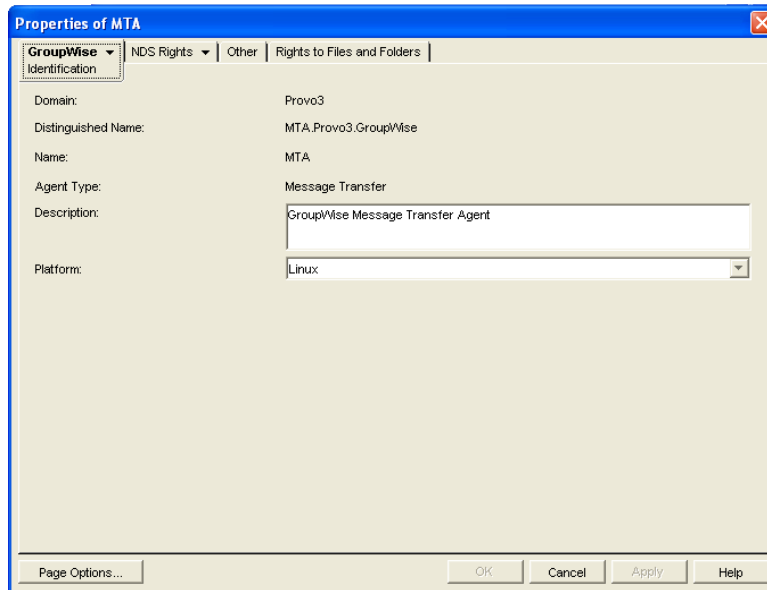 Properties of MTA
GroupWise NDS Rights Other Rights to Files and Folders
Identification
Domain: Provo3
Distinguished Name: MTA.Provo3.GroupWise
Name: MTA
Agent Type: Message Transfer
Description: GroupWise Message Transfer Agent
Platform: Linux
Page Options... OK Cancel Apply Help